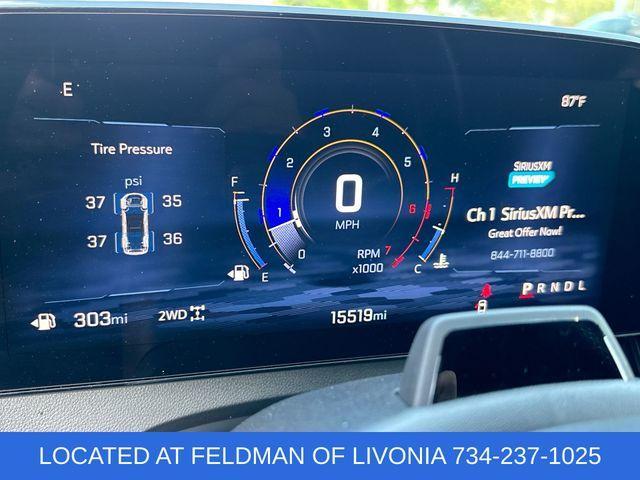 E
87°F
Tire Pressure
psi
37 35
37 36
F
E
0 1 2 3 4 5 6 7
0
MPH
RPM
x1000
H
C
SIRIUSXM
PREVIEW
Ch 1 SiriusXM Pr...
Great Offer Now!
844-711-8800
303mi
2WD
15519mi
PRNDL
LOCATED AT FELDMAN OF LIVONIA 734-237-1025